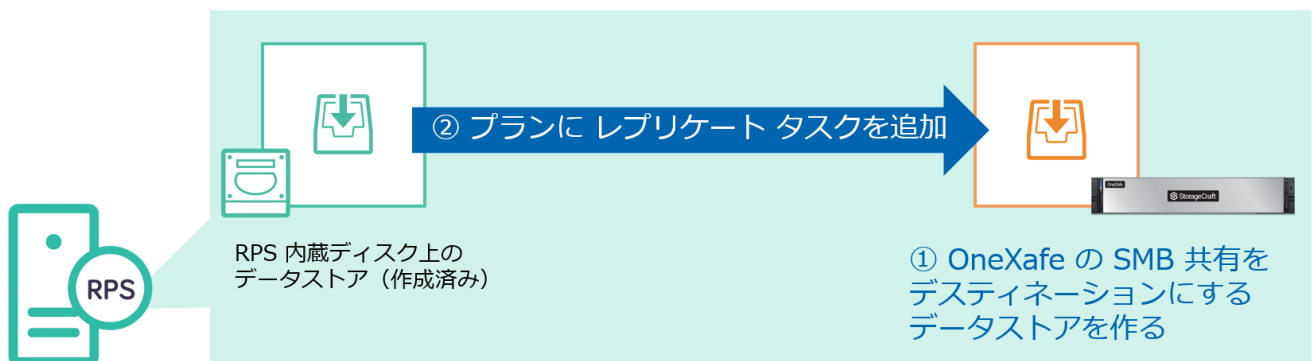 ② プランに レプリケート タスクを追加
OneXafe
StorageCraft
RPS 内蔵ディスク上の
データストア（作成済み）
① OneXafe の SMB 共有を
デスティネーションにする
データストアを作る
RPS